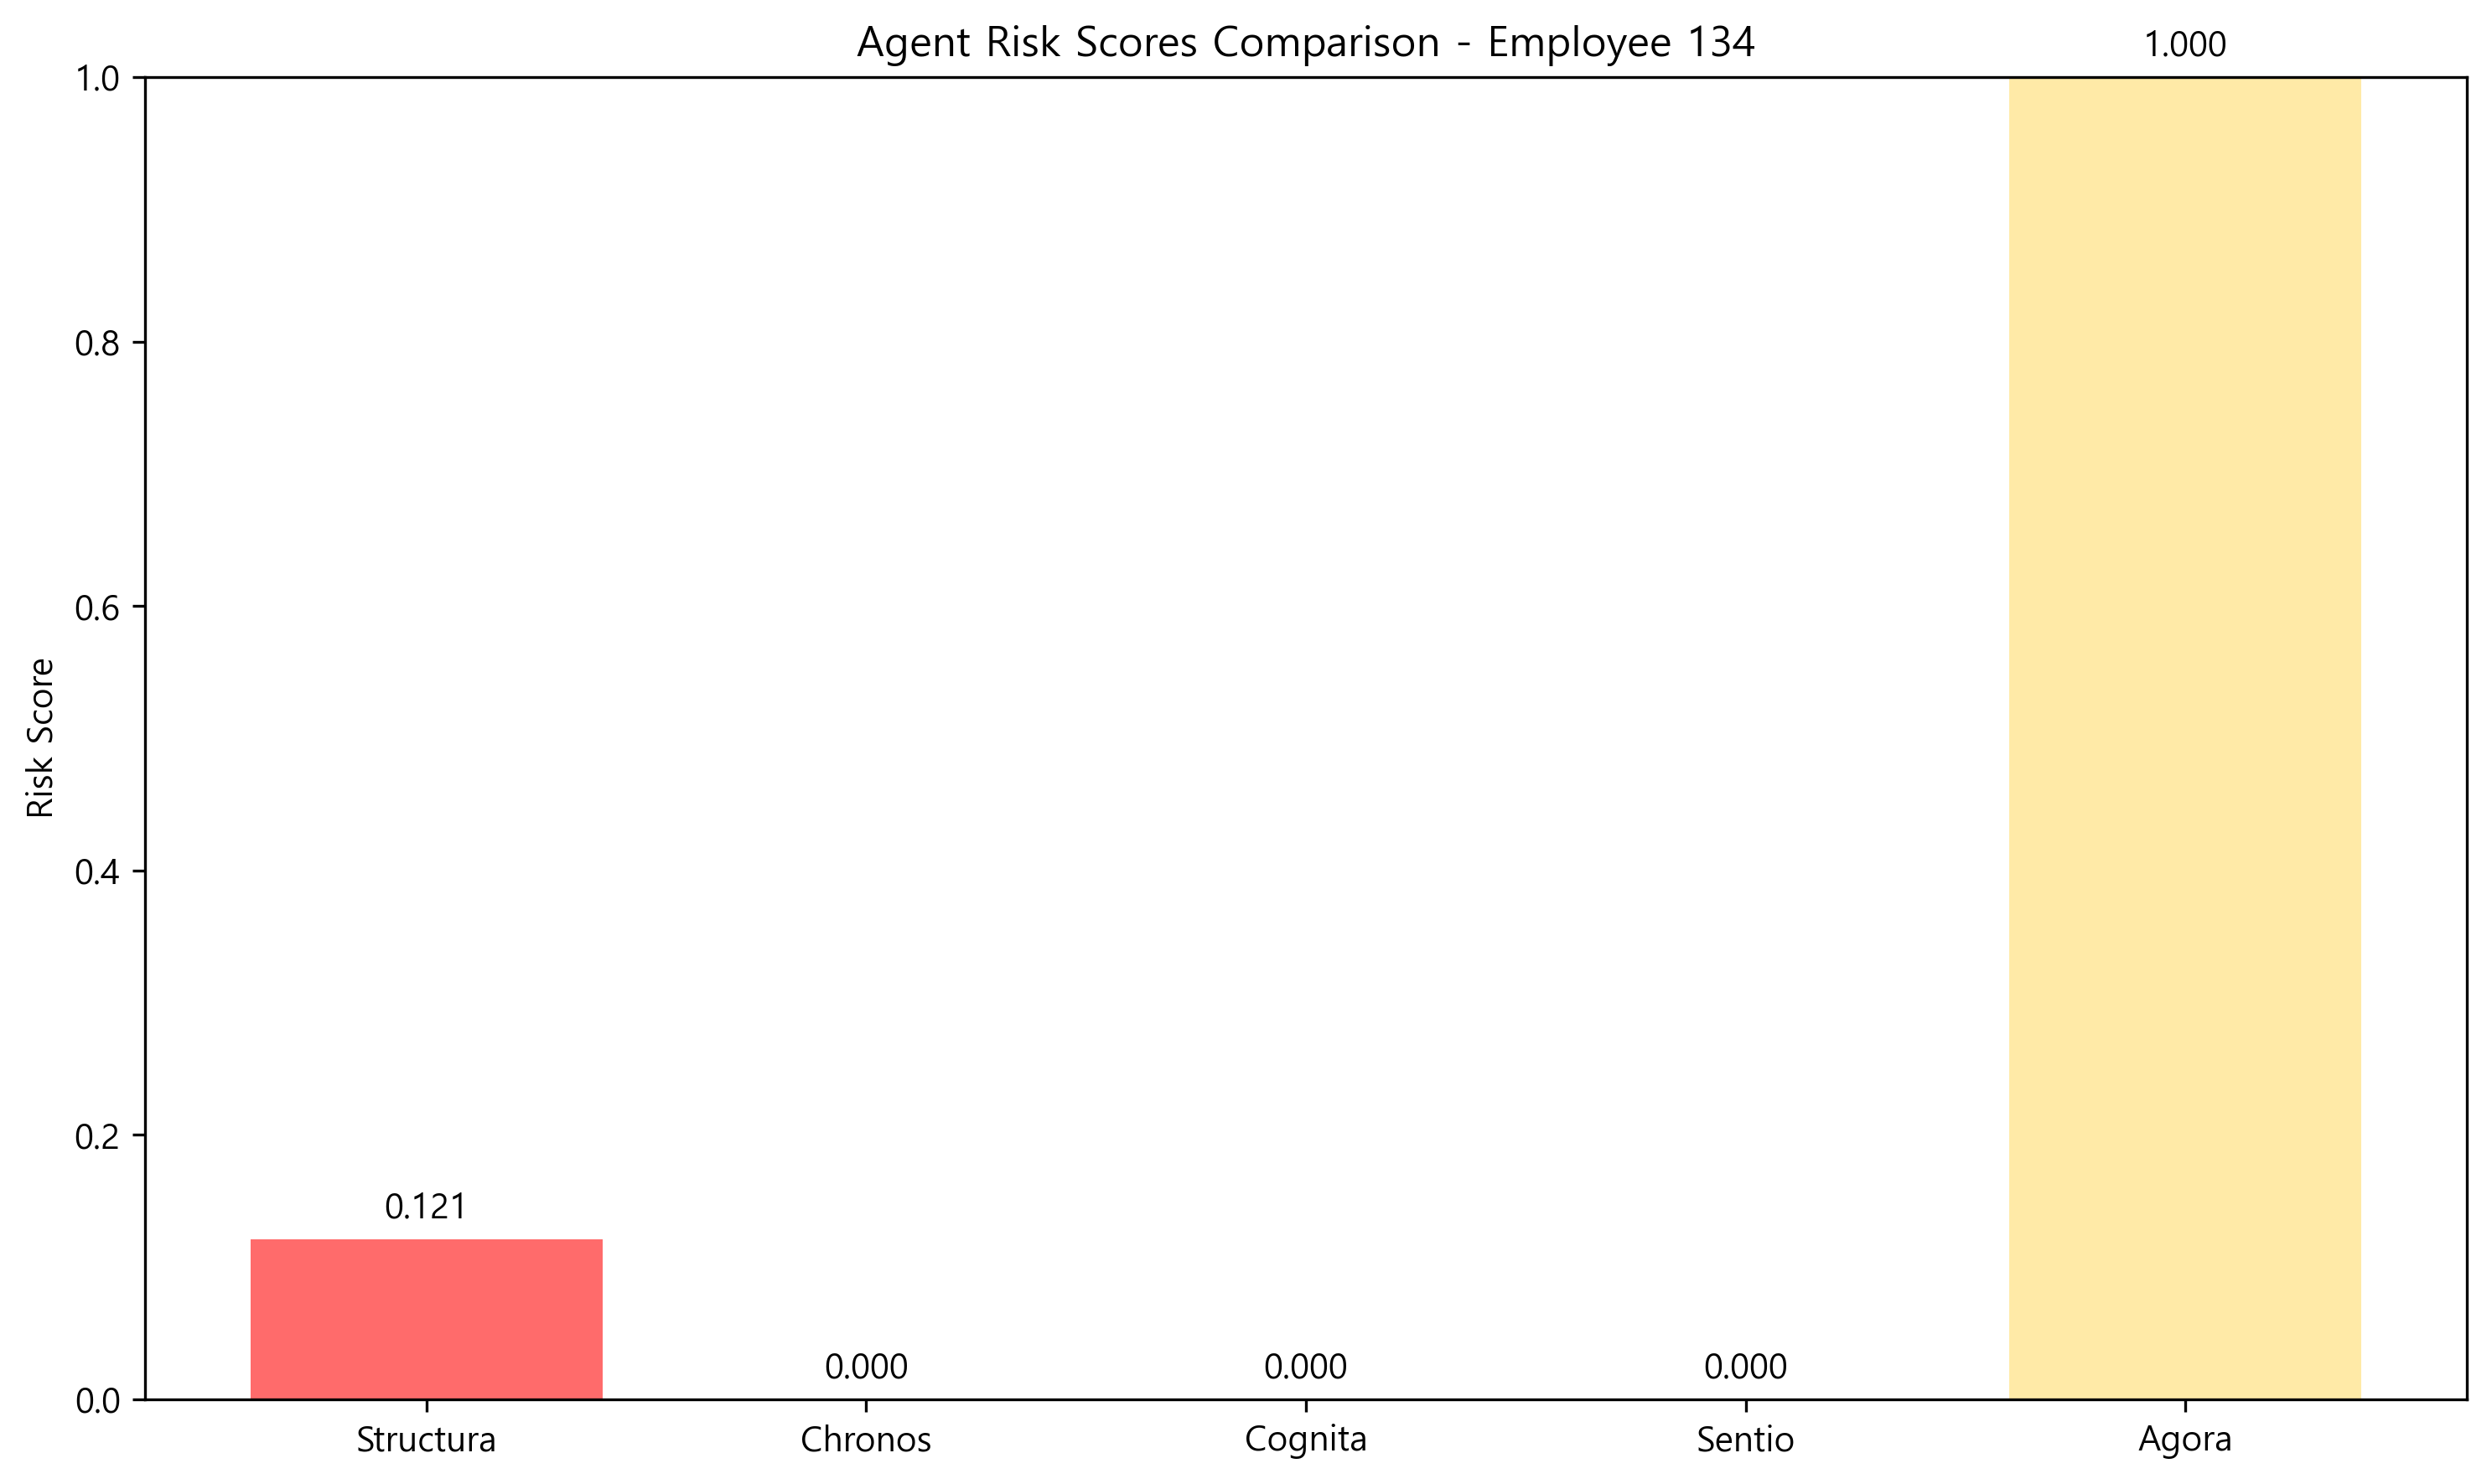 Agent Risk Scores Comparison - Employee 134
1.000
1.0
0.8
0.6
0.4
0.2
0.0
Risk Score
0.121
0.000
0.000
0.000
Structura
Chronos
Cognita
Sentio
Agora